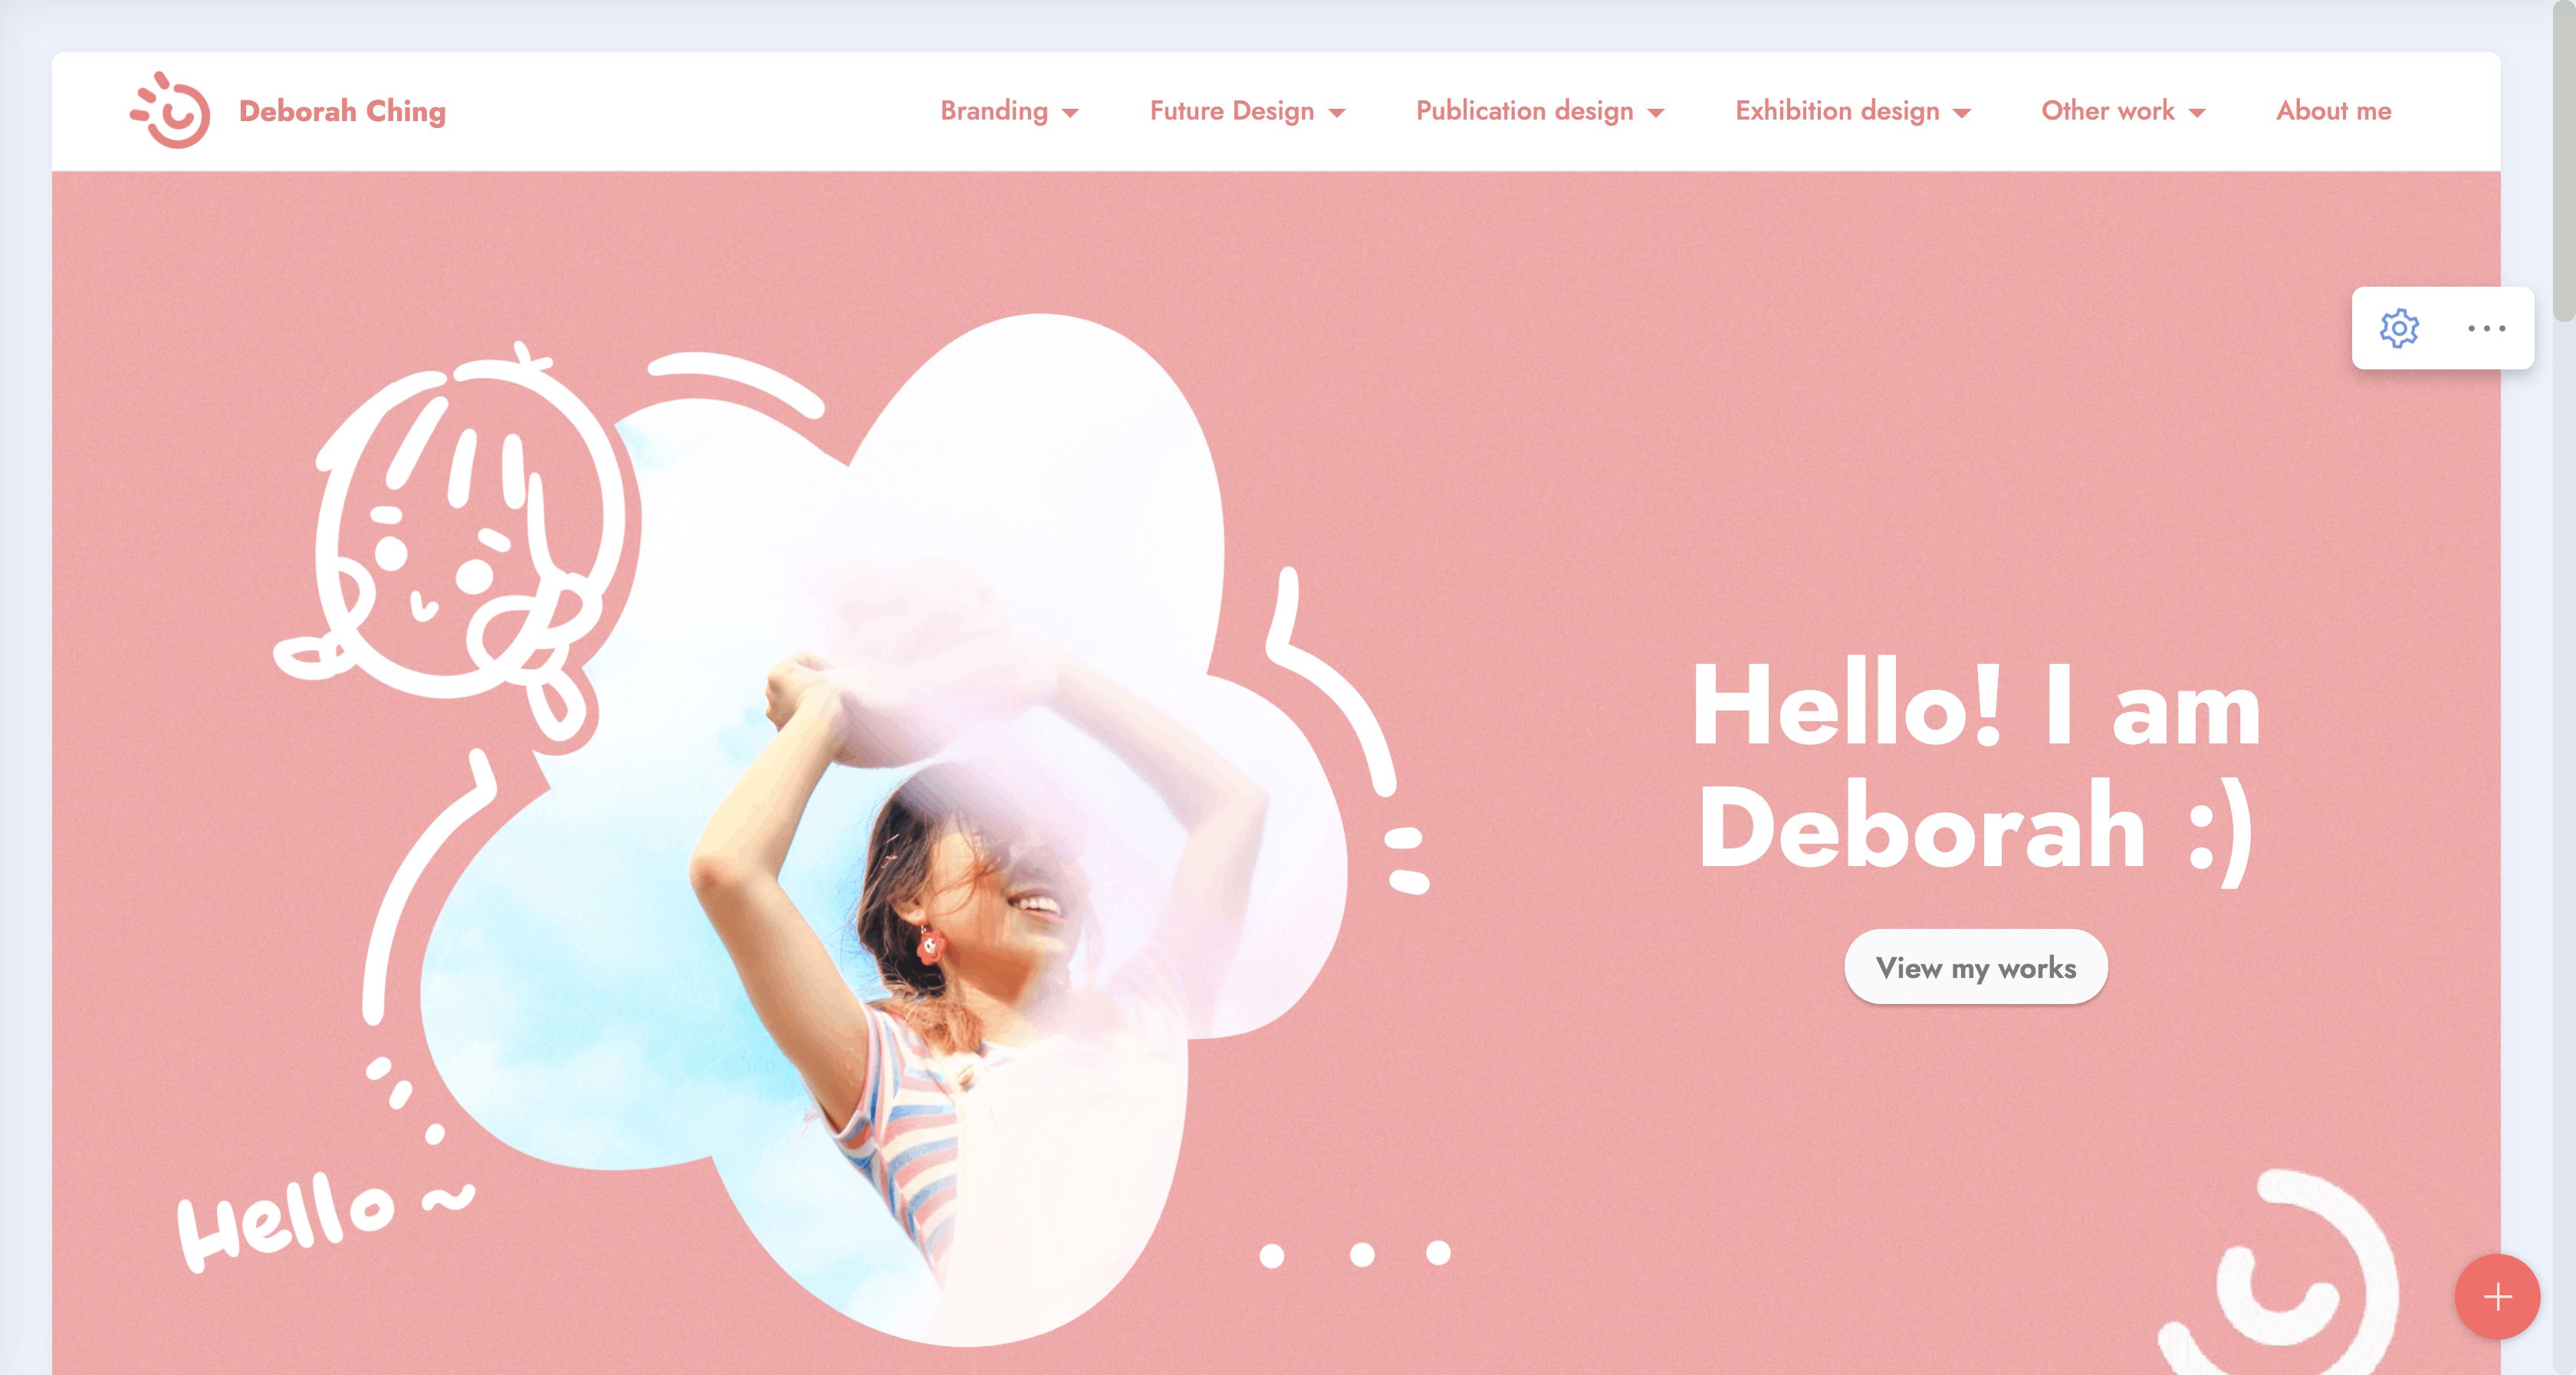 Deborah Ching
Branding
Future Design
Publication design
Exhibition design
Other work
About me
Hello! I am
Deborah :)
View my works
Hello ~